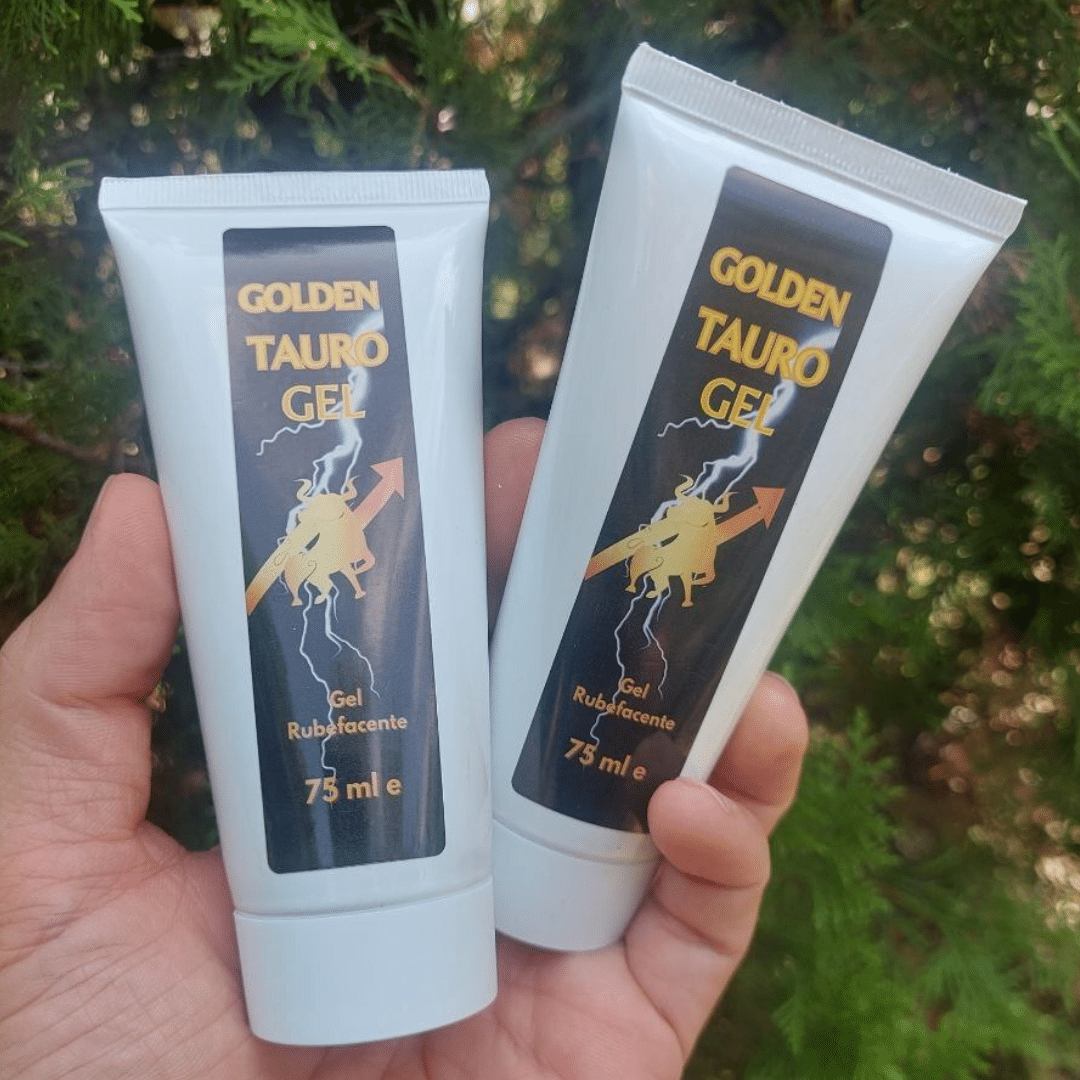 GOLDEN
TAURO
GEL
Gel
Rubefacente
75 ml e
GOLDEN
TAURO
GEL
Gel
Rubefacente
75 ml e